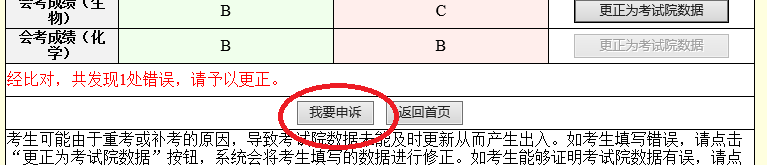 会考成绩（生物） B C 更正为考试院数据
会考成绩（化学） B B 更正为考试院数据
经比对，共发现1处错误，请予以更正。
我要申诉 返回首页
考生可能由于重考或补考的原因，导致考试院数据未能及时更新从而产生出入。如考生填写错误，请点击
“更正为考试院数据”按钮，系统会将考生填写的数据进行修正。如考生能够证明考试院数据有误，请点